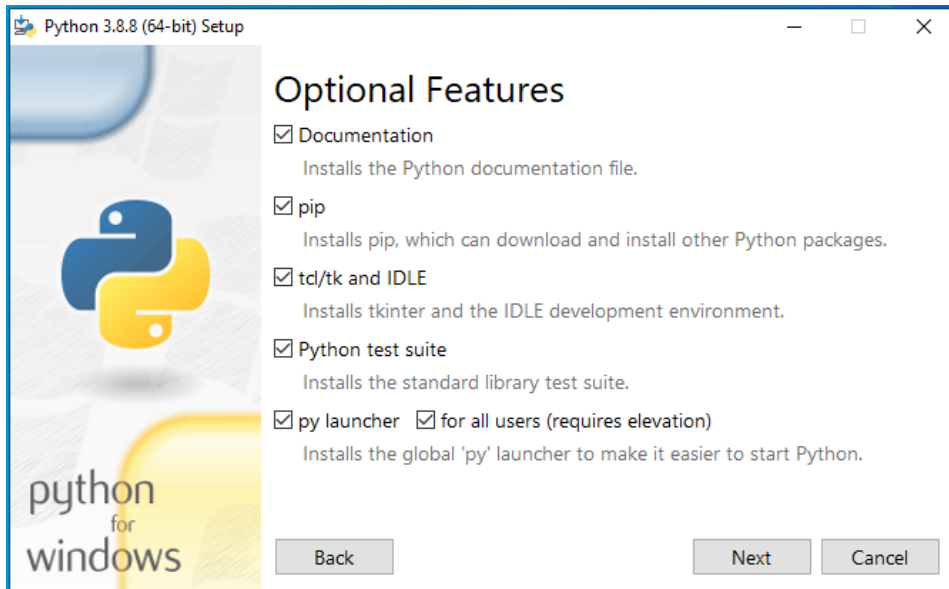 Python 3.8.8 (64-bit) Setup
Optional Features
Documentation
Installs the Python documentation file.
pip
Installs pip, which can download and install other Python packages.
tcl/tk and IDLE
Installs tkinter and the IDLE development environment.
Python test suite
Installs the standard library test suite.
py launcher for all users (requires elevation)
Installs the global 'py' launcher to make it easier to start Python.
python
for
windows
Back Next Cancel